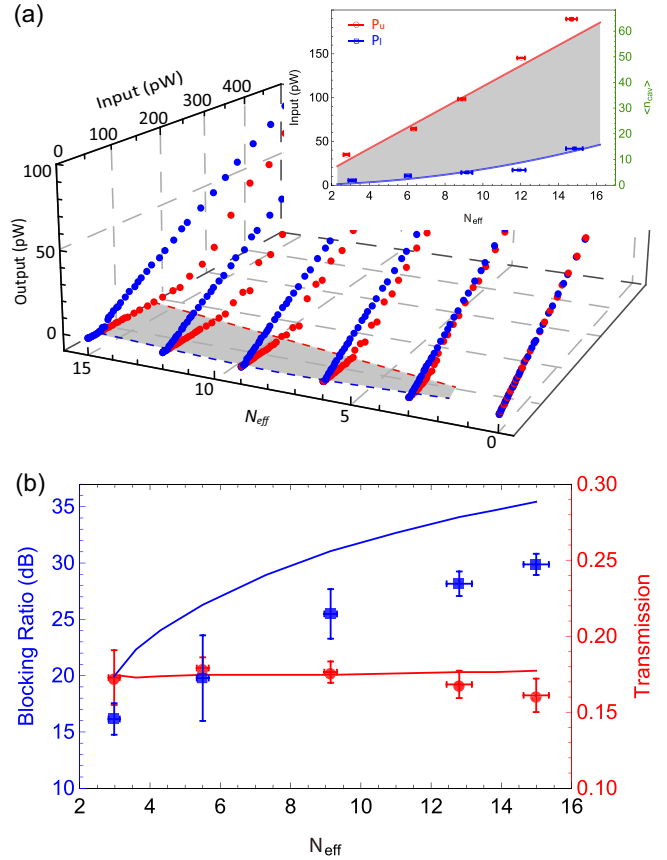 (a)
Input (pW)
0 100 200 300 400
100
50
0
Output (pW)
15 10 5 0
N_eff
P_u
P_l
150
100
50
0
Input (pW)
60
50
40
30
20
10
0
<n_cav>
2 4 6 8 10 12 14 16
N_eff
(b)
35
30
25
20
15
10
Blocking Ratio (dB)
0.30
0.25
0.20
0.15
0.10
Transmission
2 4 6 8 10 12 14 16
N_eff